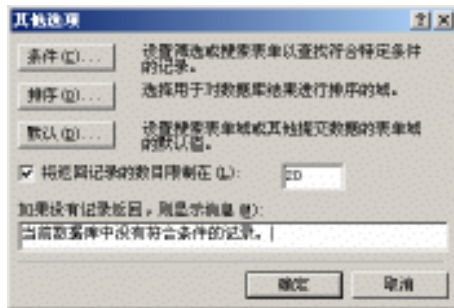 其他选项
条件(C)...
设置筛选或搜索表单以查找符合特定条件
的记录。
排序(O)...
选择用于对数据库结果进行排序的域。
默认(D)...
设置搜索表单域或其他提交数据的表单域
的默认值。
将返回记录的数目限制在(L):
20
如果没有记录返回，则显示消息(M):
当前数据库中没有符合条件的记录。
确定
取消